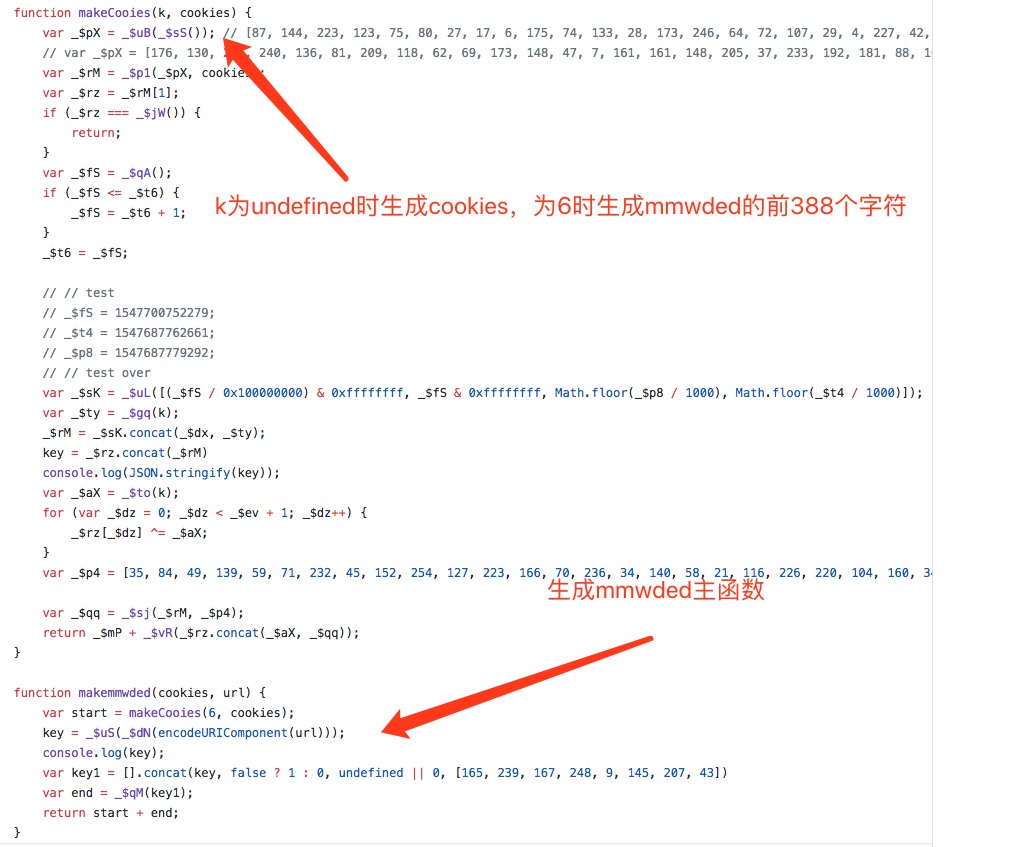 function makeCooies(k, cookies) {
var _$pX = _$uB(_$sS()); // [87, 144, 223, 123, 75, 80, 27, 17, 6, 175, 74, 133, 28, 173, 246, 64, 72, 107, 29, 4, 227, 42,
// var _$pX = [176, 130, 240, 136, 81, 209, 118, 62, 69, 173, 148, 47, 7, 161, 161, 148, 205, 37, 233, 192, 181, 88,
var _$rM = _$p1(_$pX, cookie
var _$rz = _$rM[1];
if (_$rz === _$jW()) {
return;
}
var _$fS = _$qA();
if (_$fS <= _$t6) {
_$fS = _$t6 + 1;
}
_$t6 = _$fS;
k为undefined时生成cookies，为6时生成mmwded的前388个字符
// // test
// _$fS = 1547700752279;
// _$t4 = 1547687762661;
// _$p8 = 1547687779292;
// // test over
var _$sK = _$uL([(_$fS / 0x100000000) & 0xffffffff, _$fS & 0xffffffff, Math.floor(_$p8 / 1000), Math.floor(_$t4 / 1000)]);
var _$ty = _$gq(k);
_$rM = _$sK.concat(_$dx, _$ty);
key = _$rz.concat(_$rM)
console.log(JSON.stringify(key));
var _$aX = _$to(k);
for (var _$dz = 0; _$dz < _$ev + 1; _$dz++) {
_$rz[_$dz] ^= _$aX;
}
var _$p4 = [35, 84, 49, 139, 59, 71, 232, 45, 152, 254, 127, 223, 166, 70, 236, 34, 140, 58, 21, 116, 226, 220, 104, 160,
生成mmwded主函数
var _$qq = _$sj(_$rM, _$p4);
return _$mP + _$vR(_$rz.concat(_$aX, _$qq));
}
function makemmwded(cookies, url) {
var start = makeCooies(6, cookies);
key = _$uS(_$dN(encodeURIComponent(url)));
console.log(key);
var key1 = [].concat(key, false ? 1 : 0, undefined || 0, [165, 239, 167, 248, 9, 145, 207, 43])
var end = _$qM(key1);
return start + end;
}